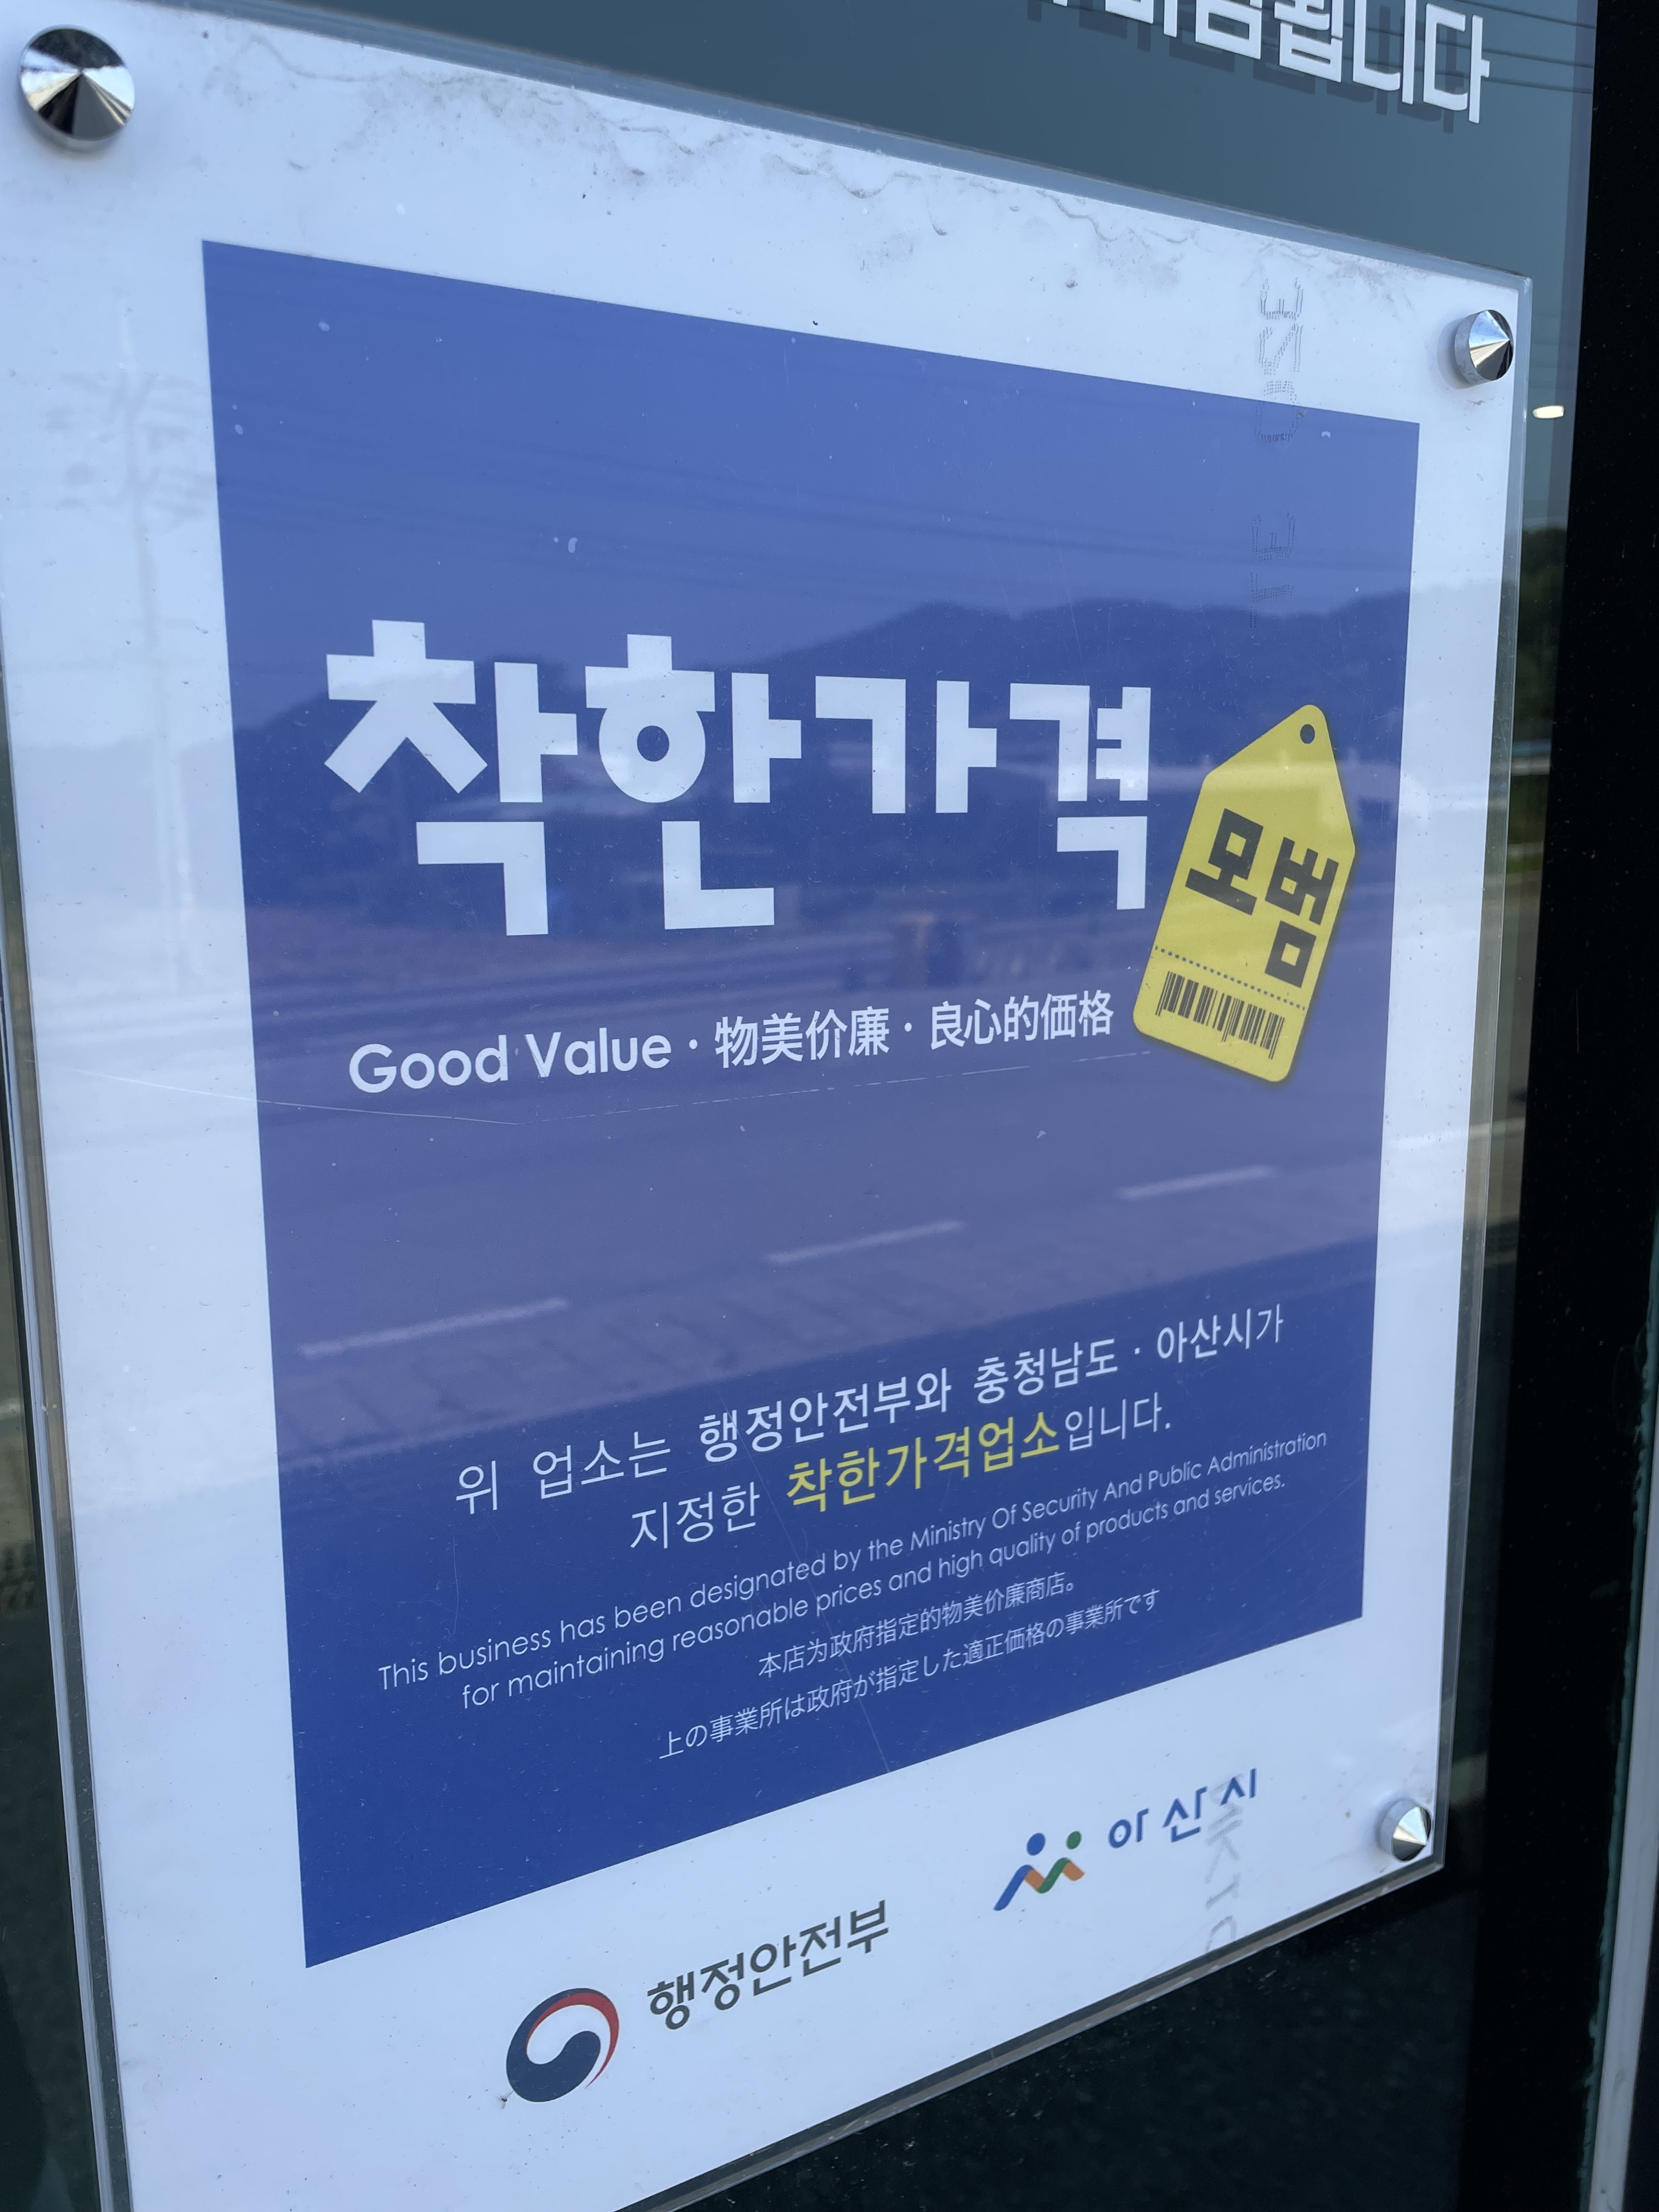 됩니다
착한가격
모범
Good Value · 物美价廉 · 良心的価格
위 업소는 행정안전부와 충청남도 · 아산시가
지정한 착한가격업소입니다.
This business has been designated by the Ministry Of Security And Public Administration
for maintaining reasonable prices and high quality of products and services.
本店为政府指定的物美价廉商店。
上の事業所は政府が指定した適正価格の事業所です
행정안전부
아산시